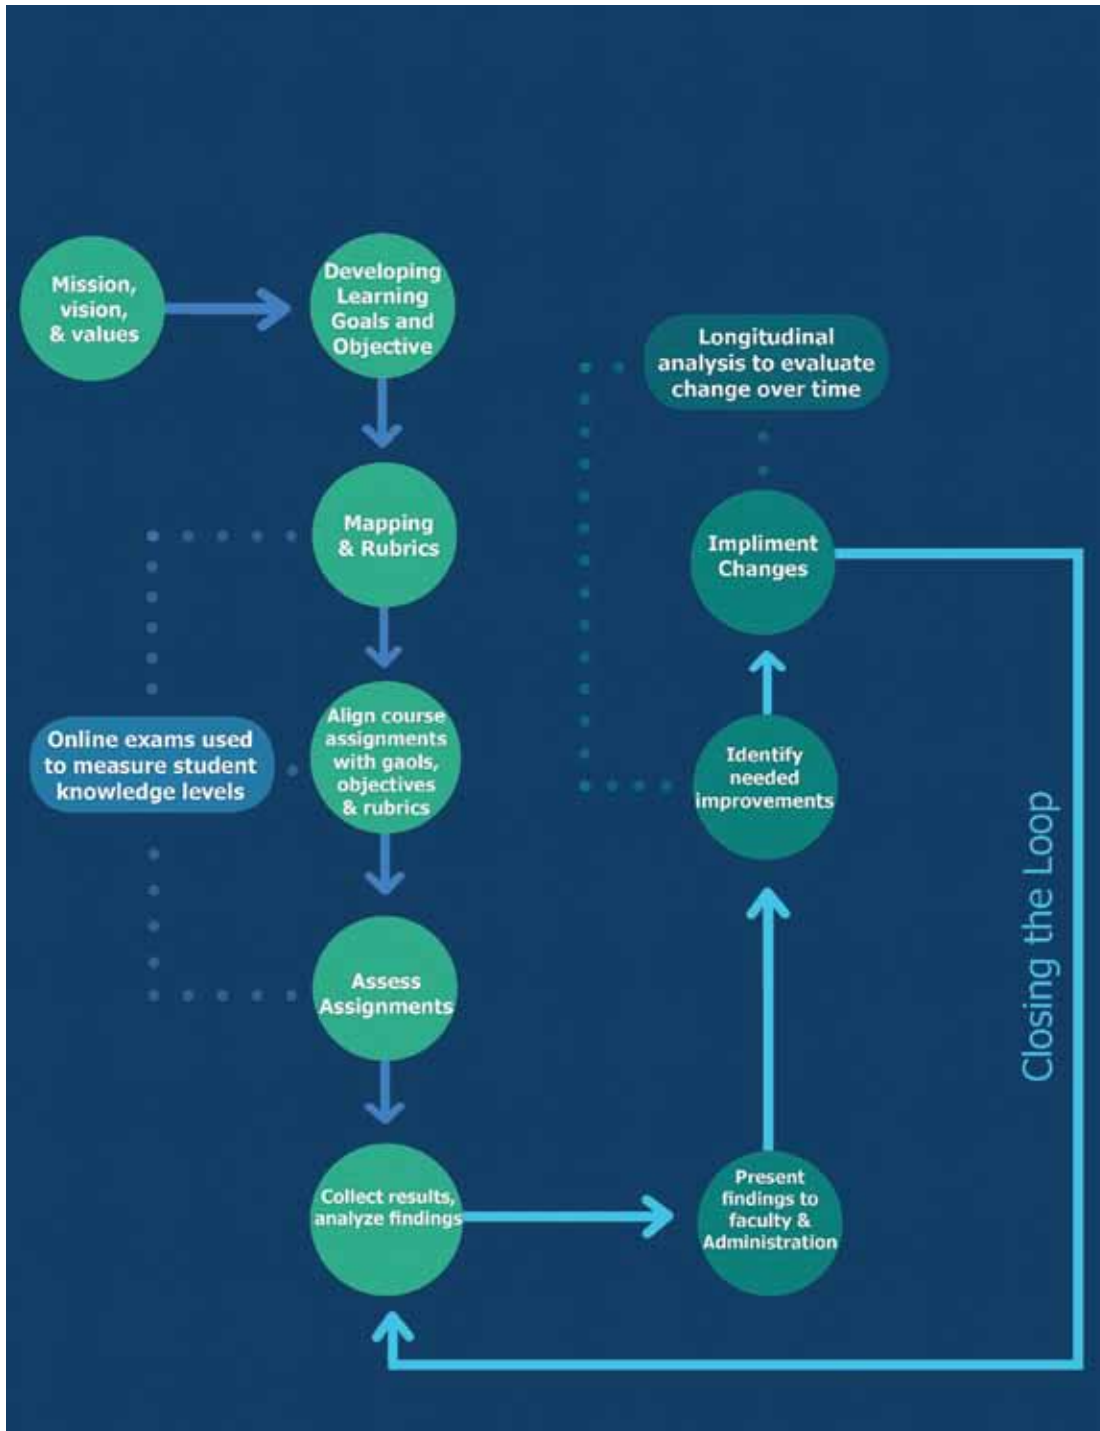 Mission,
vision,
& values
Developing
Learning
Goals and
Objective
Mapping
& Rubrics
Online exams used
to measure student
knowledge levels
Align course
assignments
with gaols,
objectives
& rubrics
Assess
Assignments
Collect results,
analyze findings
Present
findings to
faculty &
Administration
Identify
needed
improvements
Impliment
Changes
Longitudinal
analysis to evaluate
change over time
Closing the Loop